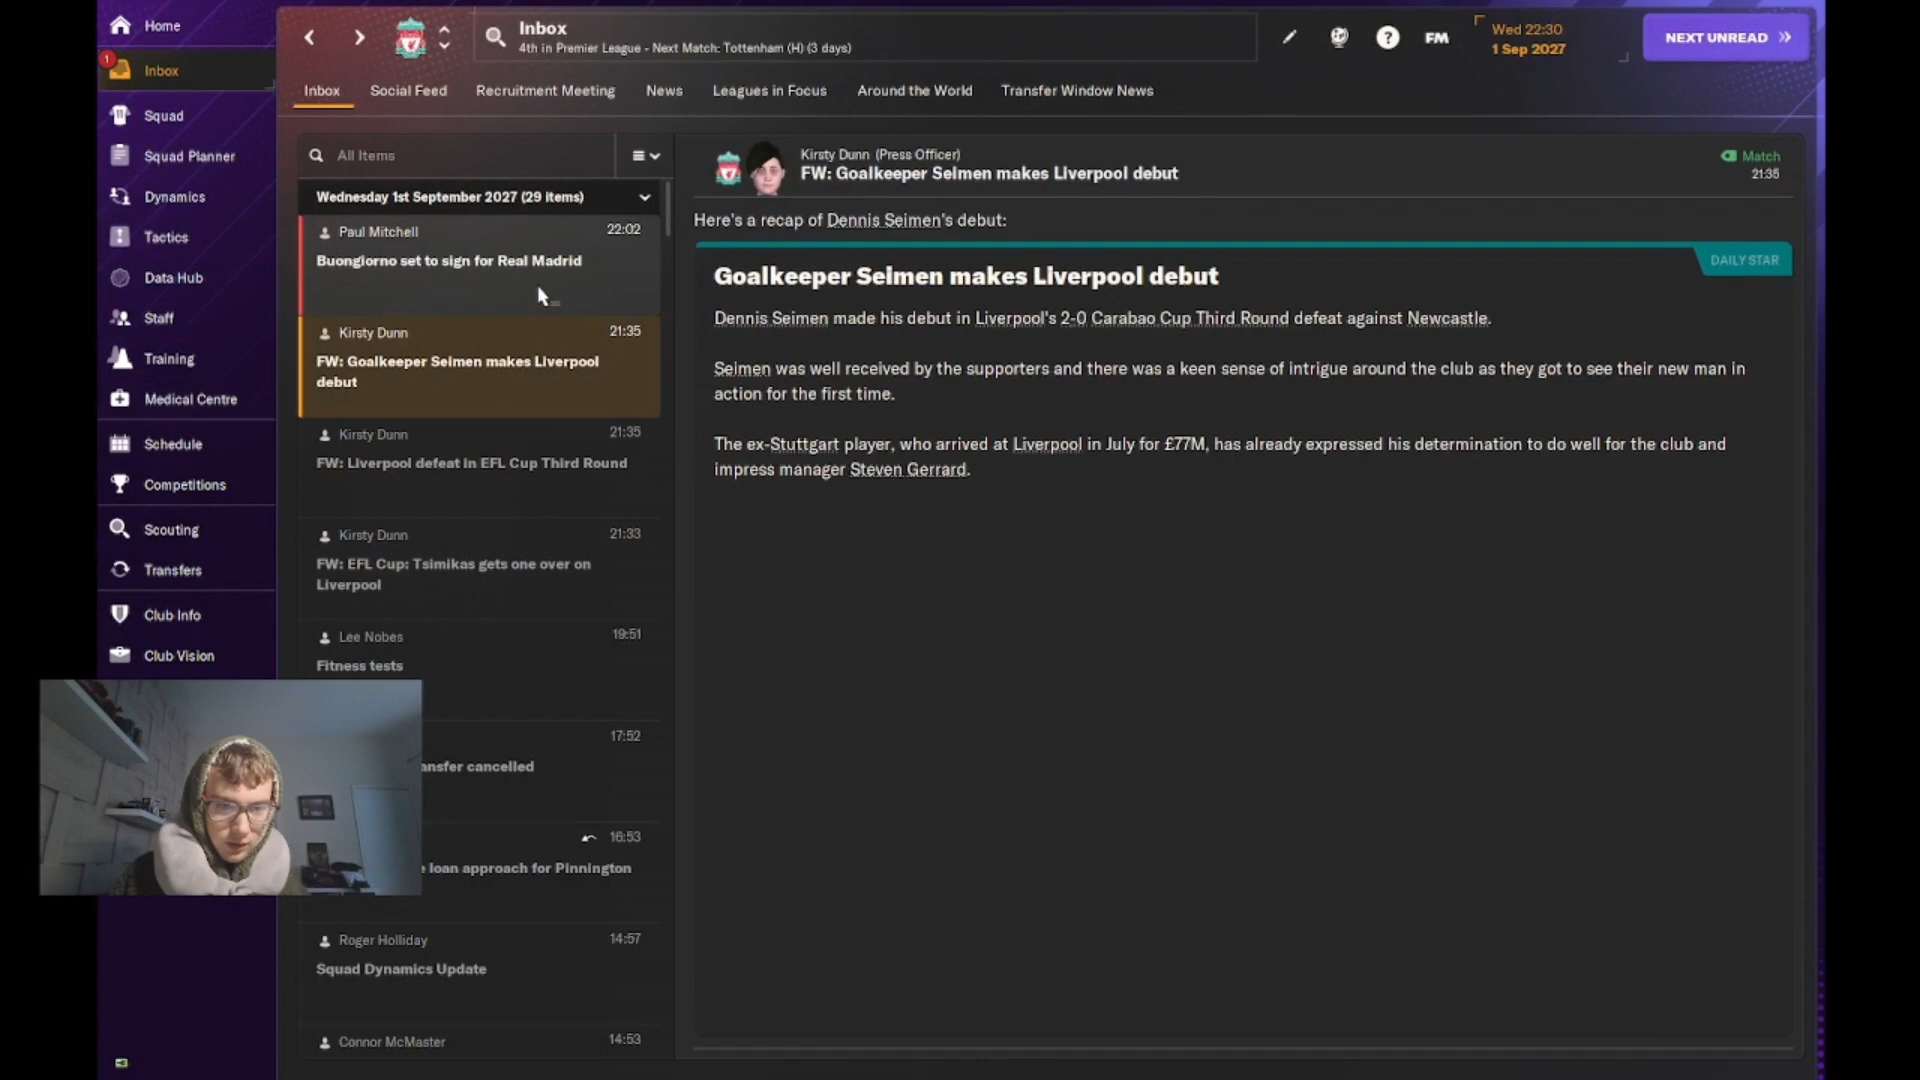 Home
Inbox
4th in Premier League - Next Match: Tottenham (H) (3 days)
FM
Wed 22:30
1 Sep 2027
NEXT UNREAD
1
Inbox
Squad
Squad Planner
Dynamics
Tactics
Data Hub
Staff
Training
Medical Centre
Schedule
Competitions
Scouting
Transfers
Club Info
Club Vision
Inbox
Social Feed
Recruitment Meeting
News
Leagues in Focus
Around the World
Transfer Window News
All Items
Wednesday 1st September 2027 (29 items)
Paul Mitchell
22:02
Buongiorno set to sign for Real Madrid
Kirsty Dunn
21:35
FW: Goalkeeper Seimen makes Liverpool
debut
Kirsty Dunn
21:35
FW: Liverpool defeat in EFL Cup Third Round
Kirsty Dunn
21:33
FW: EFL Cup: Tsimikas gets one over on
Liverpool
Lee Nobes
19:51
Fitness tests
17:52
ansfer cancelled
16:53
loan approach for Pinnington
Roger Holliday
14:57
Squad Dynamics Update
Connor McMaster
14:53
Kirsty Dunn (Press Officer)
FW: Goalkeeper Seimen makes Liverpool debut
Match
21:35
Here's a recap of Dennis Seimen's debut:
DAILY STAR
Goalkeeper Seimen makes Liverpool debut
Dennis Seimen made his debut in Liverpool's 2-0 Carabao Cup Third Round defeat against Newcastle.
Seimen was well received by the supporters and there was a keen sense of intrigue around the club as they got to see their new man in
action for the first time.
The ex-Stuttgart player, who arrived at Liverpool in July for £77M, has already expressed his determination to do well for the club and
impress manager Steven Gerrard.